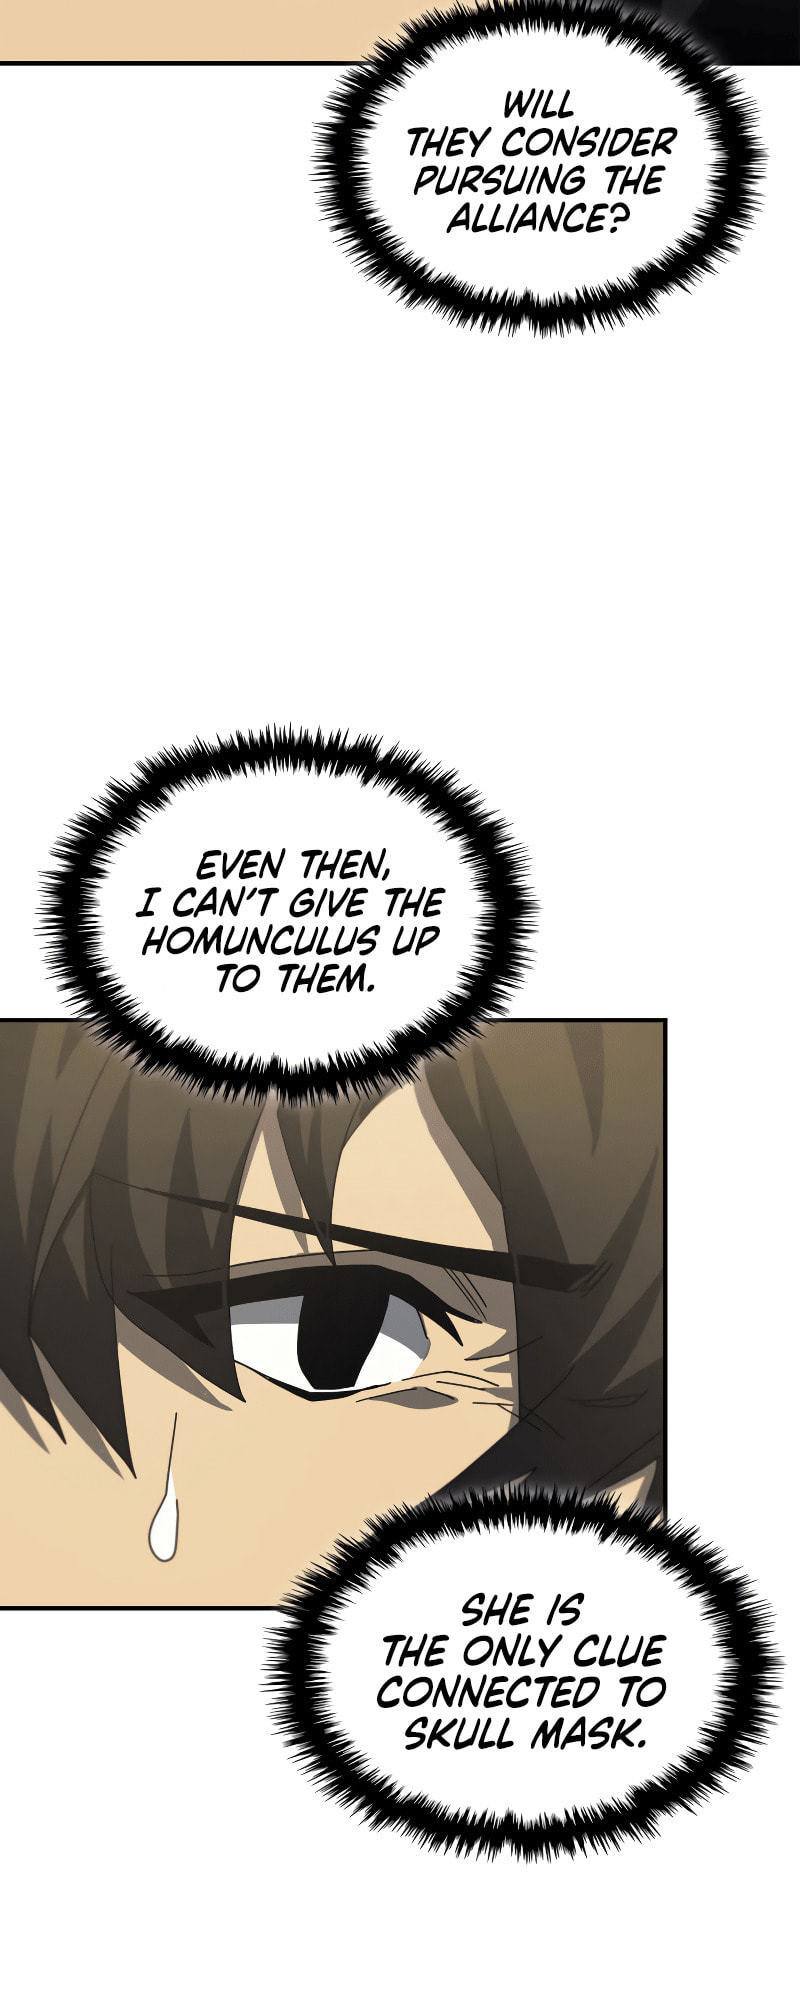 WILL
THEY CONSIDER
PURSUING THE
ALLIANCE?
EVEN THEN,
I CAN'T GIVE THE
HOMUNCULUS UP
TO THEM.
SHE IS
THE ONLY CLUE
CONNECTED TO
SKULL MASK.